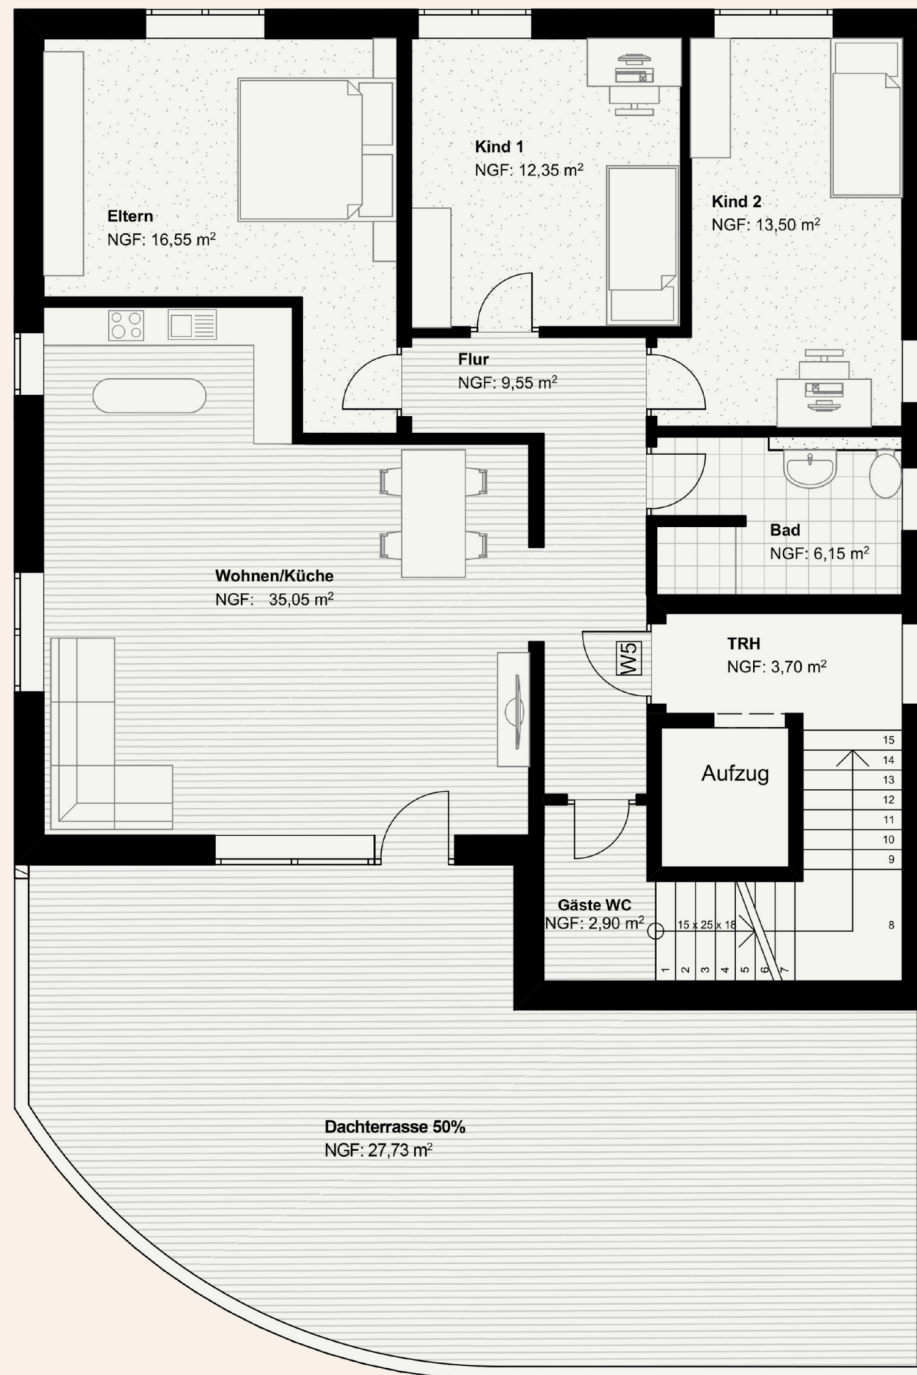 Kind 1
NGF: 12,35 m²
Kind 2
NGF: 13,50 m²
Eltern
NGF: 16,55 m²
Flur
NGF: 9,55 m²
Bad
NGF: 6,15 m²
Wohnen/Küche
NGF: 35,05 m²
W5
TRH
NGF: 3,70 m²
Aufzug
15
14
13
12
11
10
9
8
Gäste WC
NGF: 2,90 m²
15 x 25 x 18
1 2 3 4 5 6 7
Dachterrasse 50%
NGF: 27,73 m²